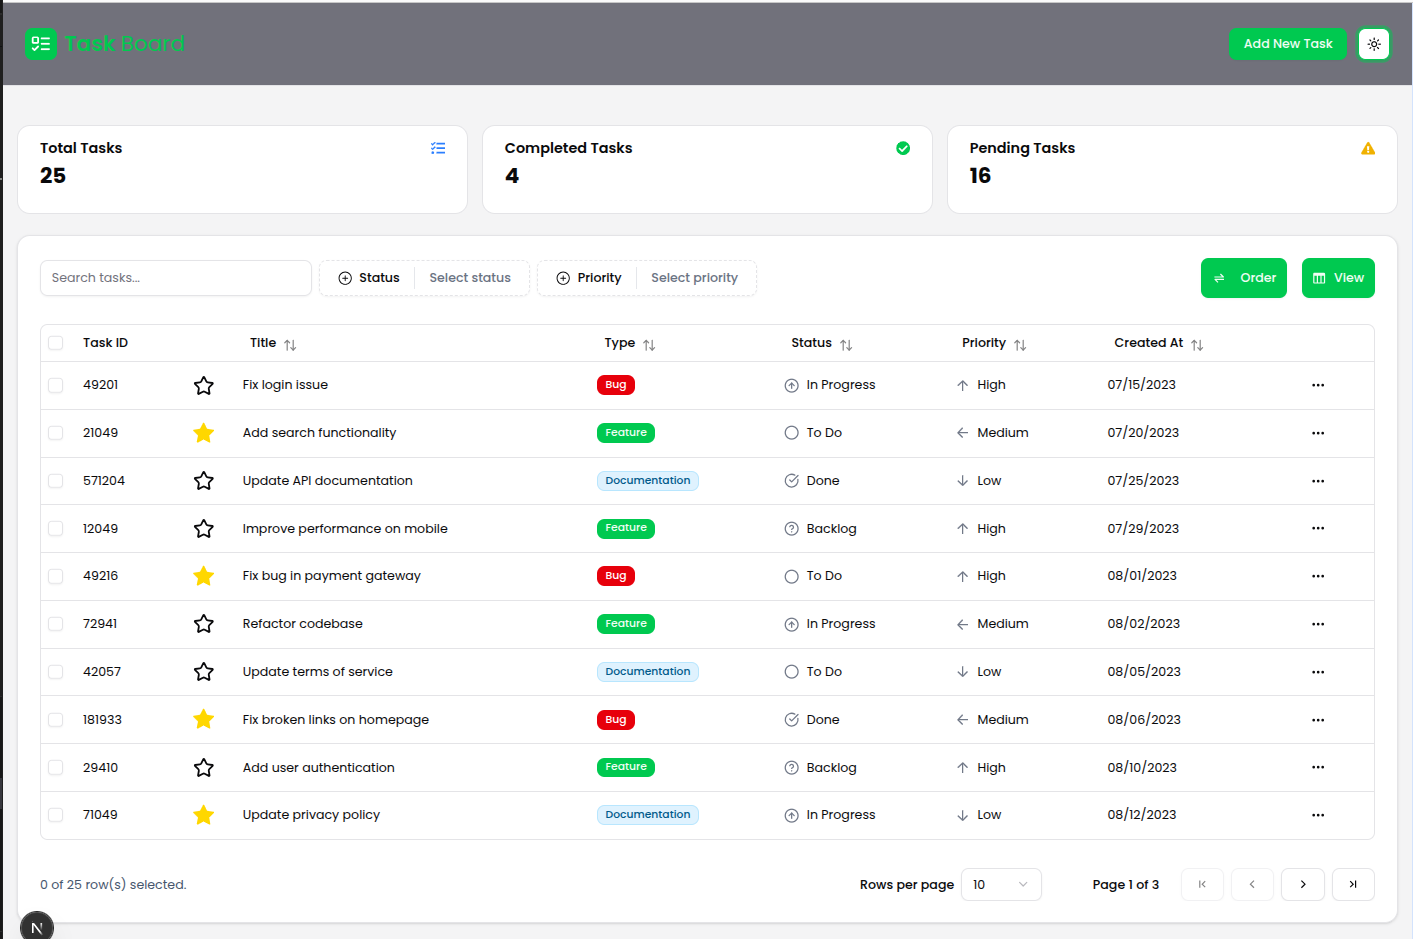 Task Board
Add New Task
Total Tasks
25
Completed Tasks
4
Pending Tasks
16
Search tasks...
Status Select status
Priority Select priority
Order
View
Task ID Title Type Status Priority Created At
49201 Fix login issue Bug In Progress High 07/15/2023
21049 Add search functionality Feature To Do Medium 07/20/2023
571204 Update API documentation Documentation Done Low 07/25/2023
12049 Improve performance on mobile Feature Backlog High 07/29/2023
49216 Fix bug in payment gateway Bug To Do High 08/01/2023
72941 Refactor codebase Feature In Progress Medium 08/02/2023
42057 Update terms of service Documentation To Do Low 08/05/2023
181933 Fix broken links on homepage Bug Done Medium 08/06/2023
29410 Add user authentication Feature Backlog High 08/10/2023
71049 Update privacy policy Documentation In Progress Low 08/12/2023
0 of 25 row(s) selected.
Rows per page 10
Page 1 of 3
N